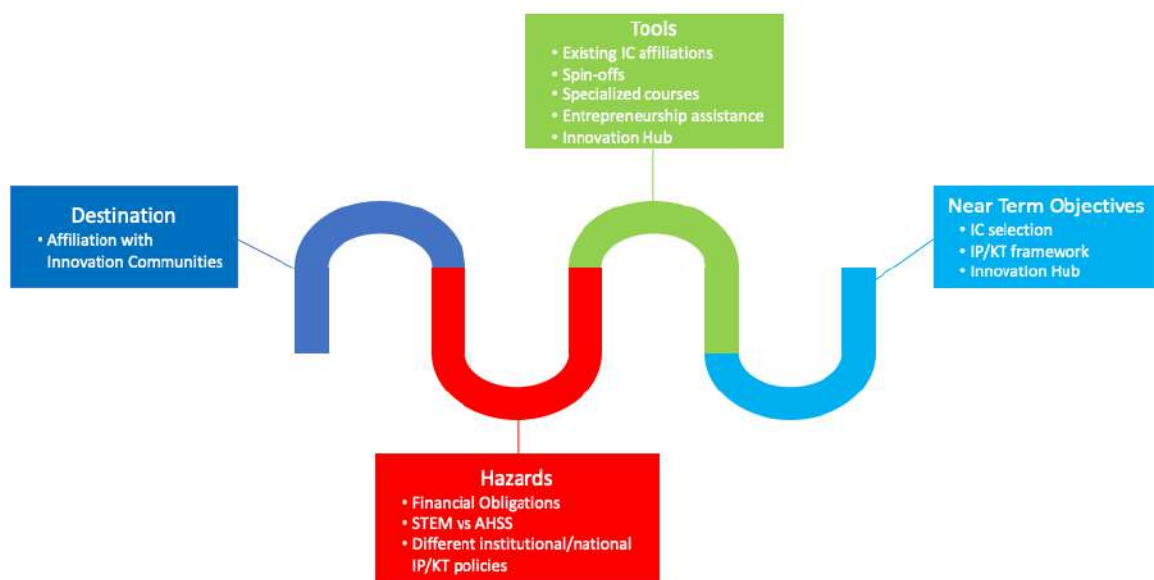 Tools
• Existing IC affiliations
• Spin-offs
• Specialized courses
• Entrepreneurship assistance
• Innovation Hub
Destination
• Affiliation with
Innovation Communities
Near Term Objectives
• IC selection
• IP/KT framework
• Innovation Hub
Hazards
• Financial Obligations
• STEM vs AHSS
• Different institutional/national
IP/KT policies